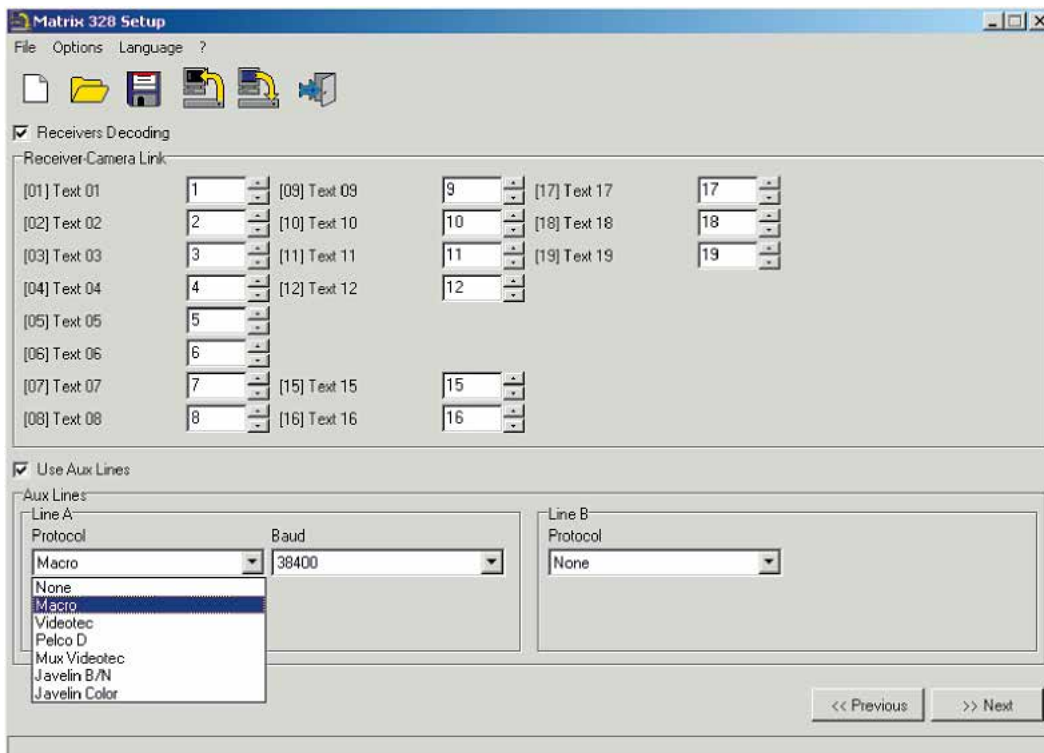 Matrix 328 Setup
File Options Language ?
Receivers Decoding
Receiver-Camera Link
[01] Text 01 1 [09] Text 09 9 [17] Text 17 17
[02] Text 02 2 [10] Text 10 10 [18] Text 18 18
[03] Text 03 3 [11] Text 11 11 [19] Text 19 19
[04] Text 04 4 [12] Text 12 12
[05] Text 05 5
[06] Text 06 6
[07] Text 07 7 [15] Text 15 15
[08] Text 08 8 [16] Text 16 16
Use Aux Lines
Aux Lines
Line A Line B
Protocol Baud Protocol
Macro 38400 None
None
Macro
Videotec
Pelco D
Mux Videotec
Javelin B/N
Javelin Color
<< Previous >> Next